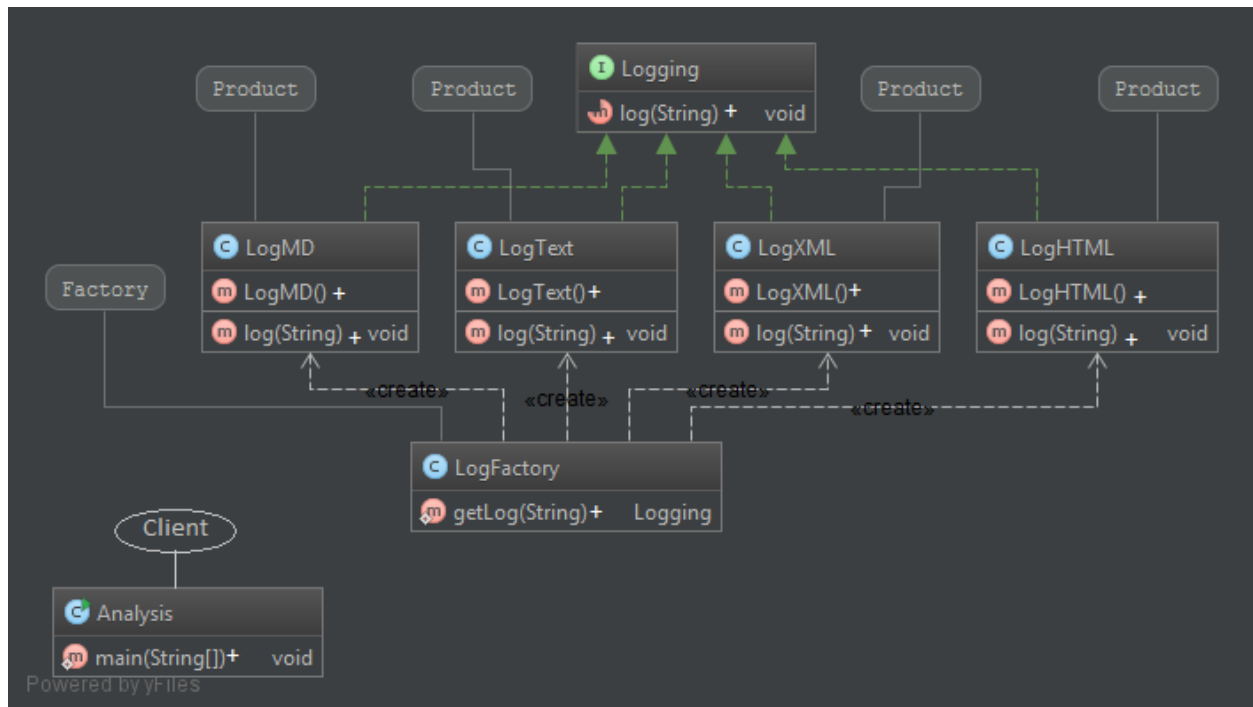 Logging
log(String) + void
Product
Product
Product
Product
LogMD
LogMD() +
log(String) + void
LogText
LogText()+
log(String) + void
LogXML
LogXML()+
log(String) + void
LogHTML
LogHTML() +
log(String) + void
Factory
«create»
«create»
«create»
«create»
LogFactory
getLog(String)+ Logging
Client
Analysis
main(String[])+ void
Powered by yFiles